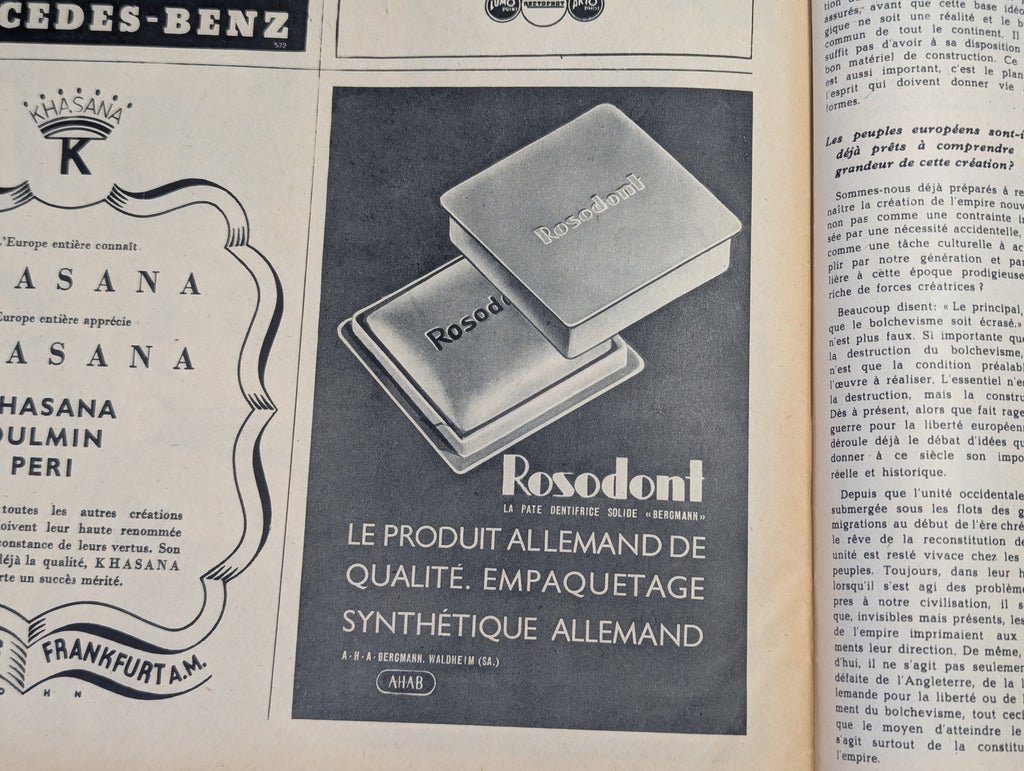 CEDES-BENZ
KHASANA
K
L'Europe entière connaît
HASANA
Europe entière apprécie
HASANA
KHASANA
PERI
toutes les autres créations
doivent leur haute renommée
constance de leurs vertus. Son
déjà la qualité, KHASANA
un succès mérité.
FRANKFURT A.M.
Rosodont
Rosodont
LA PATE DENTIFRICE SOLIDE «BERGMANN»
LE PRODUIT ALLEMAND DE
QUALITÉ. EMPAQUETAGE
SYNTHÉTIQUE ALLEMAND
A·H·A·BERGMANN, WALDHEIM (SA.)
AHAB
assurés, avant que cette base idéo
gique ne soit une réalité et le b
commun de tout le continent. Il
suffit pas d'avoir à sa disposition
bon matériel de construction. Ce
est aussi important, c'est le plan
l'esprit qui doivent donner vie
formes.
Les peuples européens sont-i
déjà prêts à comprendre
grandeur de cette création?
Sommes-nous déjà préparés à re
naître la création de l'empire nouv
non pas comme une contrainte i
sée par une nécessité accidentelle,
comme une tâche culturelle à ac
plir par notre génération et par
lière à cette époque prodigieuse
riche de forces créatrices ?
Beaucoup disent: « Le principal,
que le bolchevisme soit écrasé.»
n'est plus faux. Si importante que
la destruction du bolchevisme,
n'est que la condition préalab
l'œuvre à réaliser. L'essentiel n'e
la destruction, mais la constru
Dès à présent, alors que fait rage
guerre pour la liberté européen
déroule déjà le débat d'idées qu
donner à ce siècle son impo
réelle et historique.
Depuis que l'unité occidentale
submergée sous les flots des g
migrations au début de l'ère chré
le rêve de la reconstitution de
unité est resté vivace chez les
peuples. Toujours, dans leur h
lorsqu'il s'est agi des problème
pres à notre civilisation, il s
que, invisibles mais présents, les
de l'empire imprimaient aux
ments leur direction. De même,
d'hui, il ne s'agit pas seulemen
défaite de l'Angleterre, de la l
lemande pour la liberté ou de l
ment du bolchevisme, tout ceci
que le moyen d'atteindre le
s'agit surtout de la constitu
l'empire.